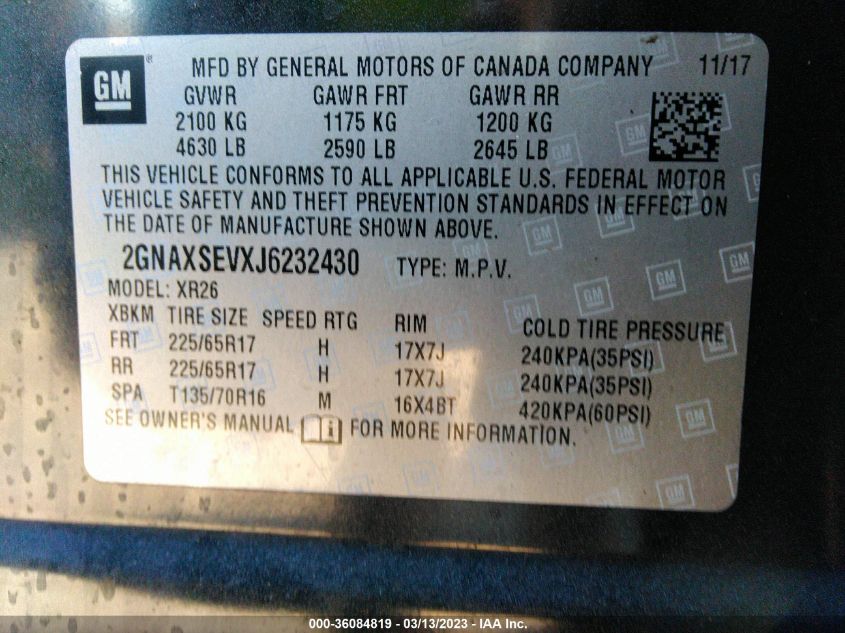 GM ® MFD BY GENERAL MOTORS OF CANADA COMPANY 11/17
GVWR GAWR FRT GAWR RR
2100 KG 1175 KG 1200 KG
4630 LB 2590 LB 2645 LB
THIS VEHICLE CONFORMS TO ALL APPLICABLE U.S. FEDERAL MOTOR
VEHICLE SAFETY AND THEFT PREVENTION STANDARDS IN EFFECT ON
THE DATE OF MANUFACTURE SHOWN ABOVE.
2GNAXSEVXJ6232430 TYPE: M.P.V.
MODEL: XR26
XBKM TIRE SIZE SPEED RTG RIM COLD TIRE PRESSURE
FRT 225/65R17 H 17X7J 240KPA(35PSI)
RR 225/65R17 H 17X7J 240KPA(35PSI)
SPA T135/70R16 M 16X4BT 420KPA(60PSI)
SEE OWNER'S MANUAL FOR MORE INFORMATION.
000-36084819 - 03/13/2023 - IAA Inc.